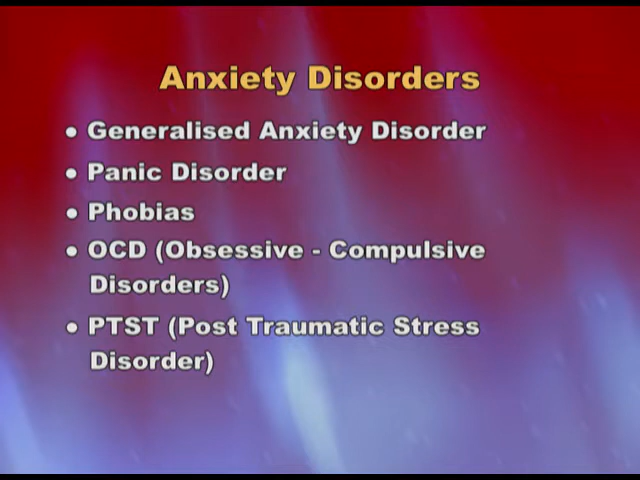 Anxiety Disorders
• Generalised Anxiety Disorder
• Panic Disorder
• Phobias
• OCD (Obsessive - Compulsive
Disorders)
• PTST (Post Traumatic Stress
Disorder)